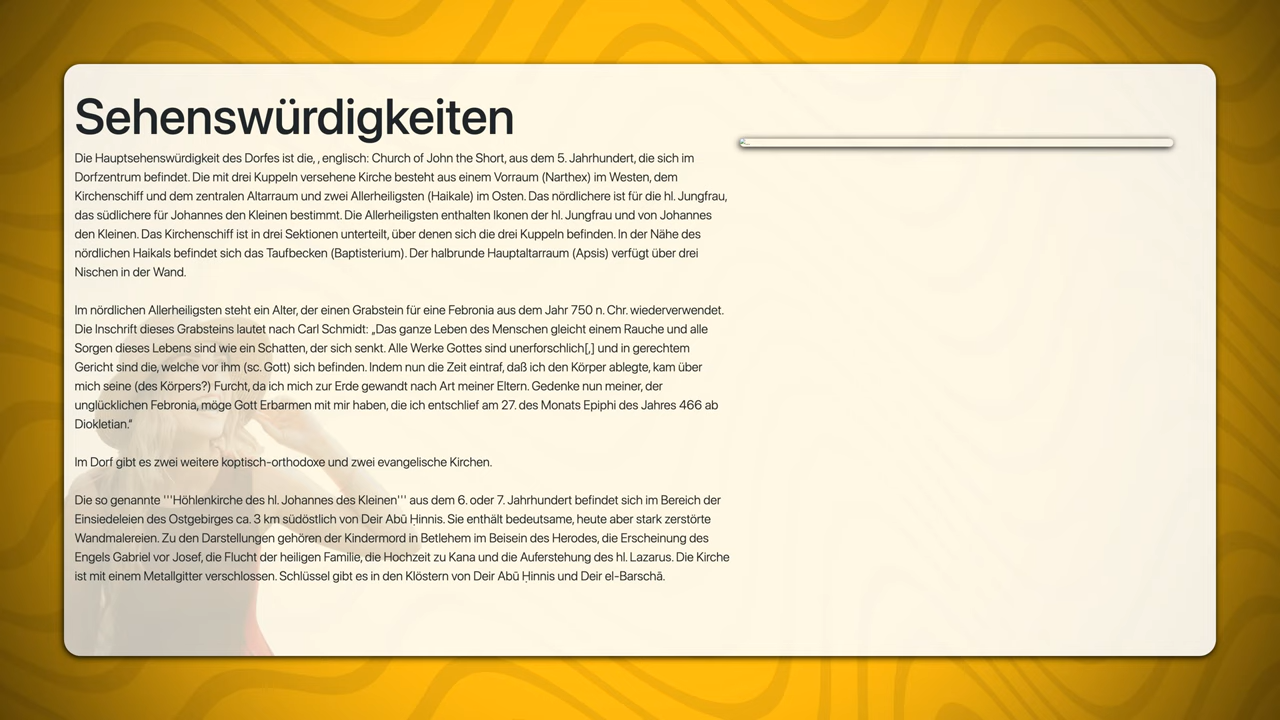 Sehenswürdigkeiten
Die Hauptsehenswürdigkeit des Dorfes ist die, , englisch: Church of John the Short, aus dem 5. Jahrhundert, die sich im
Dorfzentrum befindet. Die mit drei Kuppeln versehene Kirche besteht aus einem Vorraum (Narthex) im Westen, dem
Kirchenschiff und dem zentralen Altarraum und zwei Allerheiligsten (Haikale) im Osten. Das nördlichere ist für die hl. Jungfrau,
das südlichere für Johannes den Kleinen bestimmt. Die Allerheiligsten enthalten Ikonen der hl. Jungfrau und von Johannes
den Kleinen. Das Kirchenschiff ist in drei Sektionen unterteilt, über denen sich die drei Kuppeln befinden. In der Nähe des
nördlichen Haikals befindet sich das Taufbecken (Baptisterium). Der halbrunde Hauptaltarraum (Apsis) verfügt über drei
Nischen in der Wand.
Im nördlichen Allerheiligsten steht ein Alter, der einen Grabstein für eine Febronia aus dem Jahr 750 n. Chr. wiederverwendet.
Die Inschrift dieses Grabsteins lautet nach Carl Schmidt: „Das ganze Leben des Menschen gleicht einem Rauche und alle
Sorgen dieses Lebens sind wie ein Schatten, der sich senkt. Alle Werke Gottes sind unerforschlich[,] und in gerechtem
Gericht sind die, welche vor ihm (sc. Gott) sich befinden. Indem nun die Zeit eintraf, daß ich den Körper ablegte, kam über
mich seine (des Körpers?) Furcht, da ich mich zur Erde gewandt nach Art meiner Eltern. Gedenke nun meiner, der
unglücklichen Febronia, möge Gott Erbarmen mit mir haben, die ich entschlief am 27. des Monats Epiphi des Jahres 466 ab
Diokletian.“
Im Dorf gibt es zwei weitere koptisch-orthodoxe und zwei evangelische Kirchen.
Die so genannte '''Höhlenkirche des hl. Johannes des Kleinen''' aus dem 6. oder 7. Jahrhundert befindet sich im Bereich der
Einsiedeleien des Ostgebirges ca. 3 km südöstlich von Deir Abū Ḥinnis. Sie enthält bedeutsame, heute aber stark zerstörte
Wandmalereien. Zu den Darstellungen gehören der Kindermord in Betlehem im Beisein des Herodes, die Erscheinung des
Engels Gabriel vor Josef, die Flucht der heiligen Familie, die Hochzeit zu Kana und die Auferstehung des hl. Lazarus. Die Kirche
ist mit einem Metallgitter verschlossen. Schlüssel gibt es in den Klöstern von Deir Abū Ḥinnis und Deir el-Barschā.